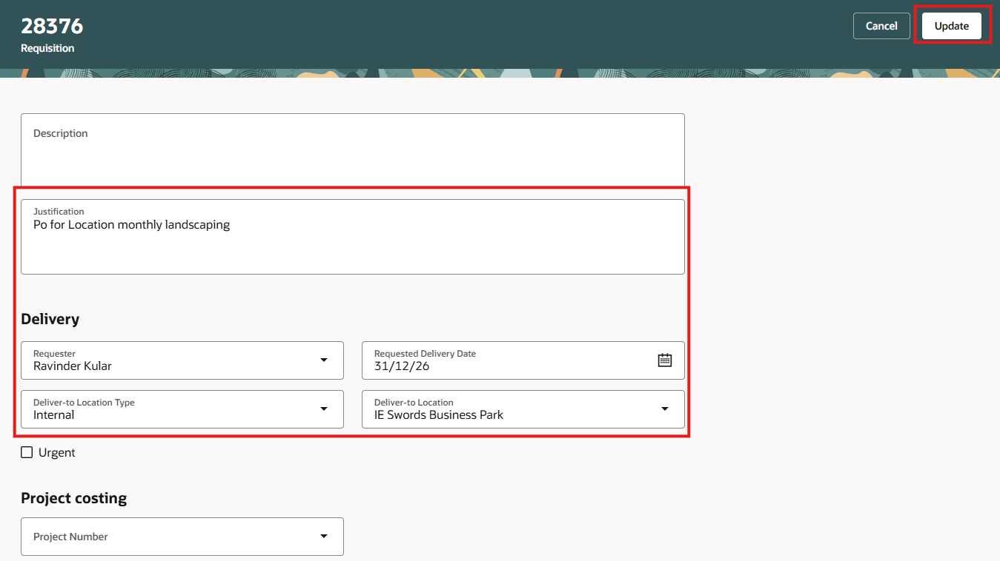 28376
Requisition
Cancel
Update
Description
Justification
Po for Location monthly landscaping
Delivery
Requester
Ravinder Kular
Requested Delivery Date
31/12/26
Deliver-to Location Type
Internal
Deliver-to Location
IE Swords Business Park
Urgent
Project costing
Project Number